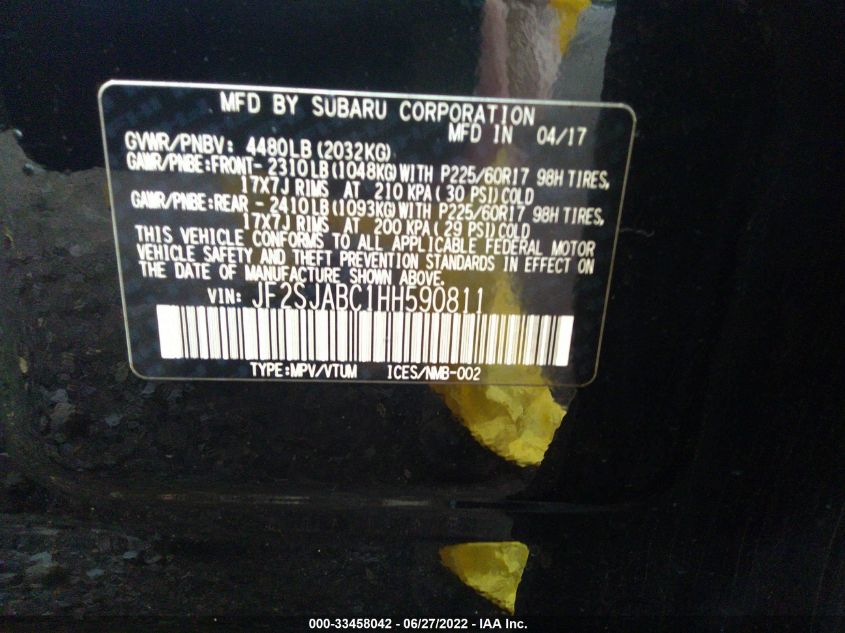 MFD BY SUBARU CORPORATION
MFD IN 04/17
GVWR/PNBV: 4480LB (2032KG)
GAWR/PNBE:FRONT- 2310LB (1048KG) WITH P225/60R17 98H TIRES,
17X7J RIMS AT 210 KPA ( 30 PSI) COLD
GAWR/PNBE:REAR - 2410LB (1093KG) WITH P225/60R17 98H TIRES,
17X7J RIMS AT 200 KPA ( 29 PSI) COLD
THIS VEHICLE CONFORMS TO ALL APPLICABLE FEDERAL MOTOR
VEHICLE SAFETY AND THEFT PREVENTION STANDARDS IN EFFECT ON
THE DATE OF MANUFACTURE SHOWN ABOVE.
VIN: JF2SJABC1HH590811
TYPE:MPV/VTUM ICES/NMB-002
000-33458042 - 06/27/2022 - IAA Inc.